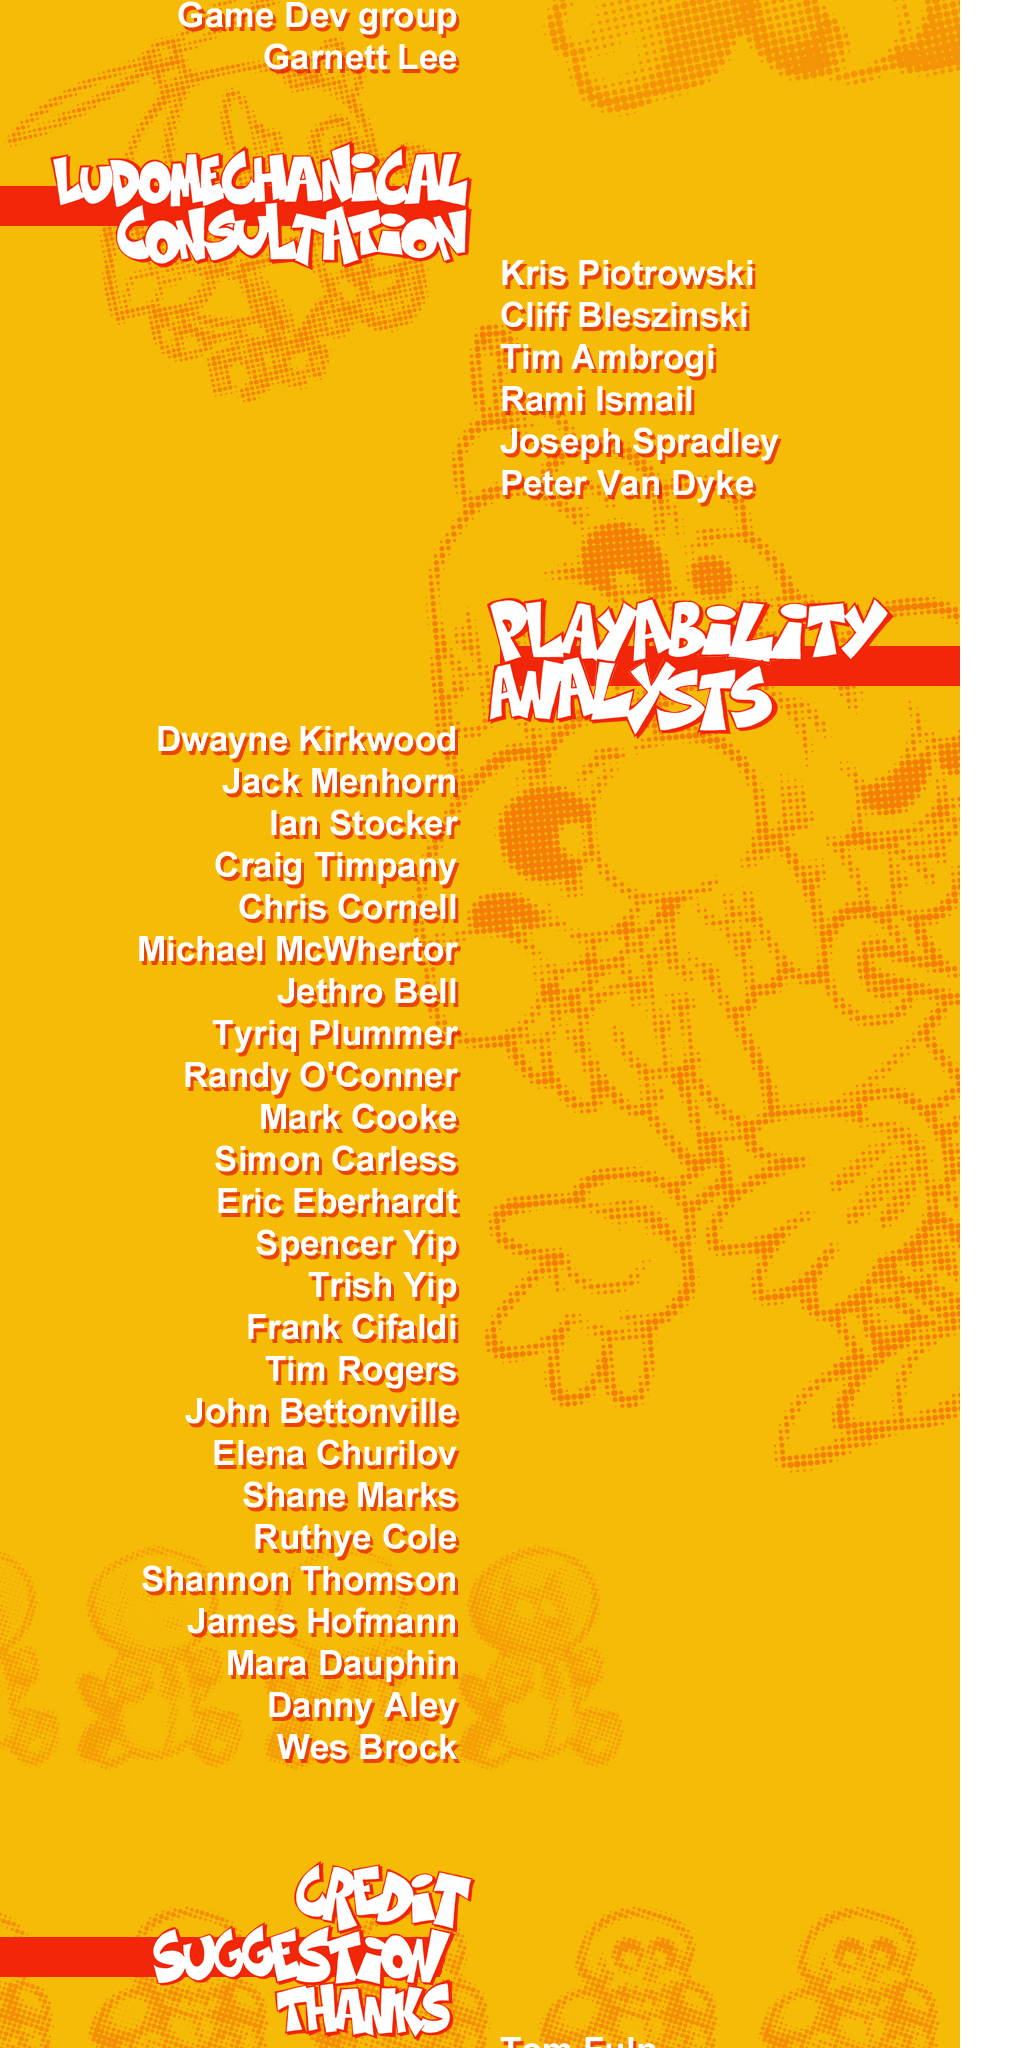 Game Dev group
Garnett Lee
LUDOMECHANICAL
CONSULTATION
Kris Piotrowski
Cliff Bleszinski
Tim Ambrogi
Rami Ismail
Joseph Spradley
Peter Van Dyke
PLAYABILITY
ANALYSTS
Dwayne Kirkwood
Jack Menhorn
Ian Stocker
Craig Timpany
Chris Cornell
Michael McWhertor
Jethro Bell
Tyriq Plummer
Randy O'Conner
Mark Cooke
Simon Carless
Eric Eberhardt
Spencer Yip
Trish Yip
Frank Cifaldi
Tim Rogers
John Bettonville
Elena Churilov
Shane Marks
Ruthye Cole
Shannon Thomson
James Hofmann
Mara Dauphin
Danny Aley
Wes Brock
CREDIT
SUGGESTION
THANKS